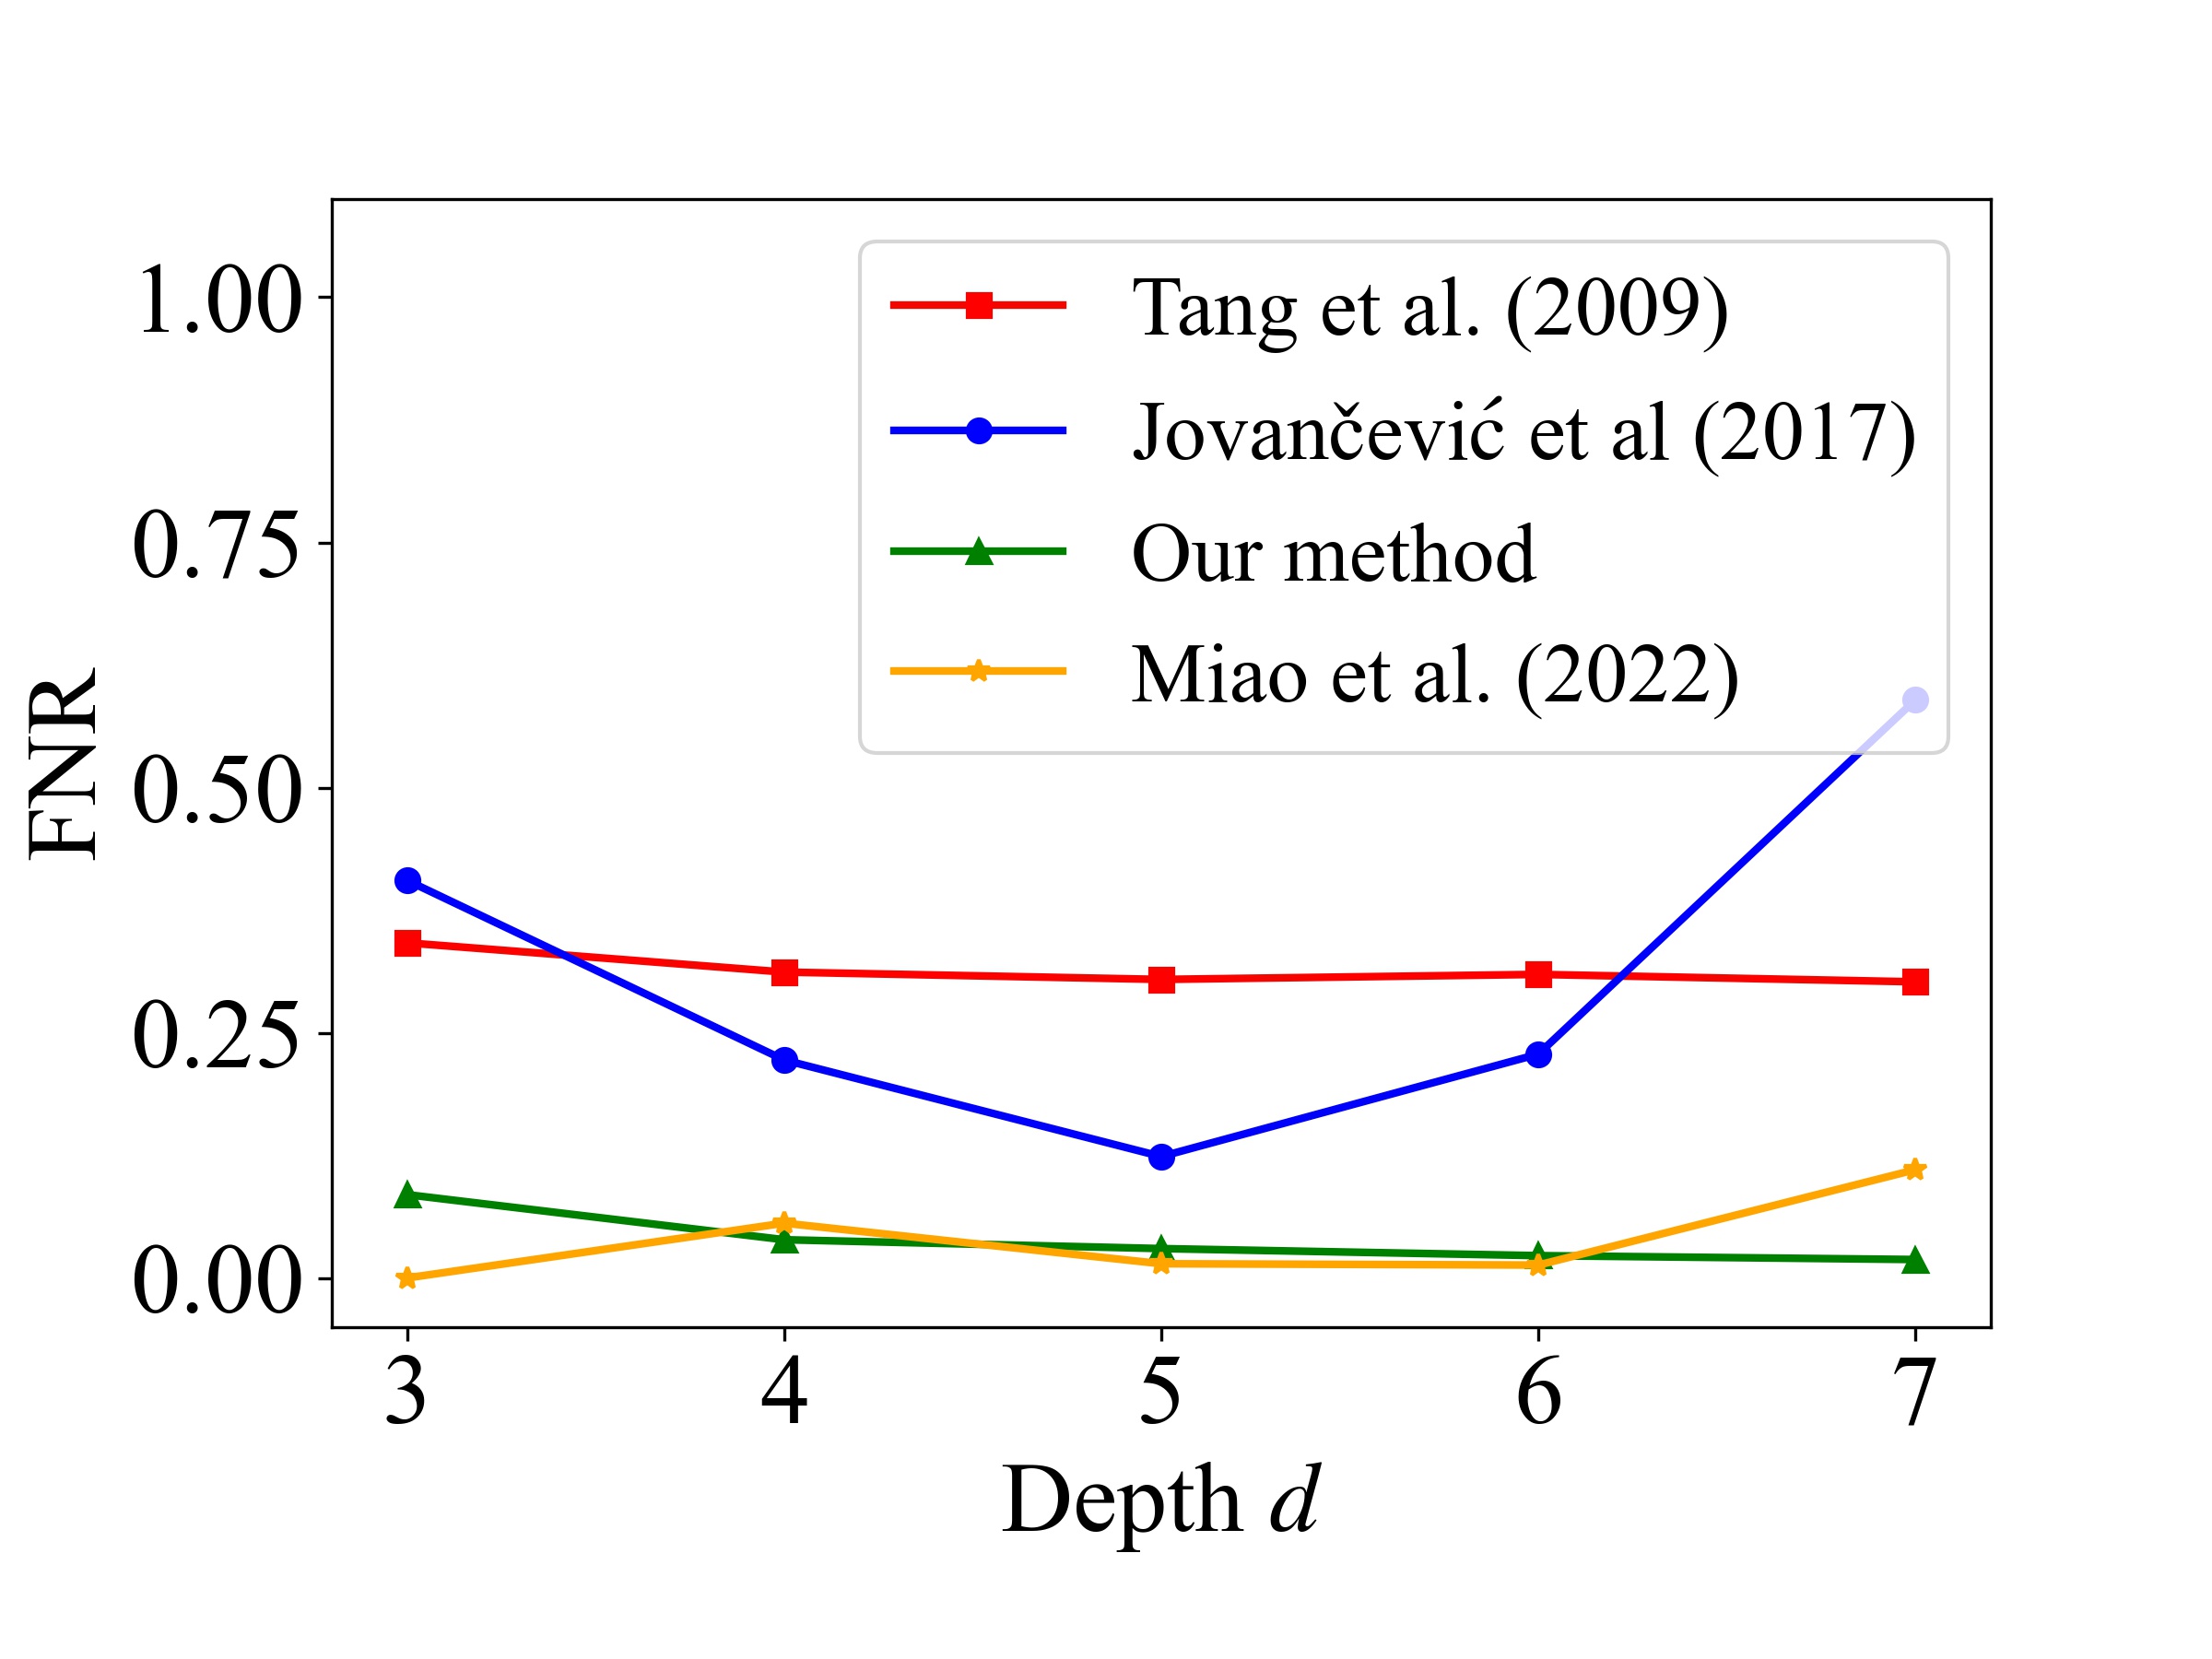 1.00
0.75
0.50
0.25
0.00
FNR
Tang et al. (2009)
Jovančević et al (2017)
Our method
Miao et al. (2022)
3 4 5 6 7
Depth d